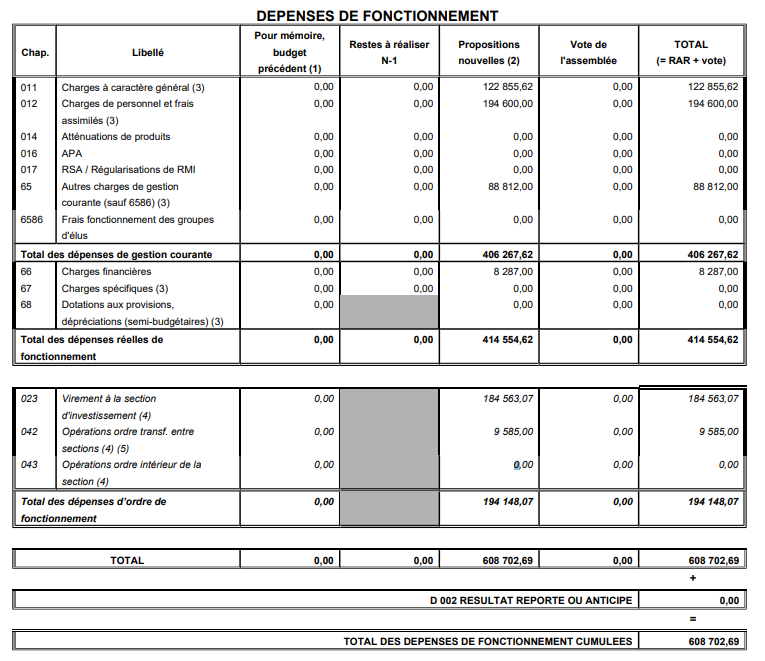 DEPENSES DE FONCTIONNEMENT
Chap. Libellé Pour mémoire, budget précédent (1) Restes à réaliser N-1 Propositions nouvelles (2) Vote de l'assemblée TOTAL (= RAR + vote)
011 Charges à caractère général (3) 0,00 0,00 122 855,62 0,00 122 855,62
012 Charges de personnel et frais 0,00 0,00 194 600,00 0,00 194 600,00
assimilés (3)
014 Atténuations de produits 0,00 0,00 0,00 0,00 0,00
016 APA 0,00 0,00 0,00 0,00 0,00
017 RSA / Régularisations de RMI 0,00 0,00 0,00 0,00 0,00
65 Autres charges de gestion 0,00 0,00 88 812,00 0,00 88 812,00
courante (sauf 6586) (3)
6586 Frais fonctionnement des groupes 0,00 0,00 0,00 0,00 0,00
d'élus
Total des dépenses de gestion courante 0,00 0,00 406 267,62 0,00 406 267,62
66 Charges financières 0,00 0,00 8 287,00 0,00 8 287,00
67 Charges spécifiques (3) 0,00 0,00 0,00 0,00 0,00
68 Dotations aux provisions, 0,00 0,00 0,00 0,00
dépréciations (semi-budgétaires) (3)
Total des dépenses réelles de 0,00 0,00 414 554,62 0,00 414 554,62
fonctionnement
023 Virement à la section 0,00 184 563,07 0,00 184 563,07
d'investissement (4)
042 Opérations ordre transf. entre 0,00 9 585,00 0,00 9 585,00
sections (4) (5)
043 Opérations ordre intérieur de la 0,00 0,00 0,00 0,00
section (4)
Total des dépenses d'ordre de 0,00 194 148,07 0,00 194 148,07
fonctionnement
TOTAL 0,00 0,00 608 702,69 0,00 608 702,69
+
D 002 RESULTAT REPORTE OU ANTICIPE 0,00
=
TOTAL DES DEPENSES DE FONCTIONNEMENT CUMULEES 608 702,69